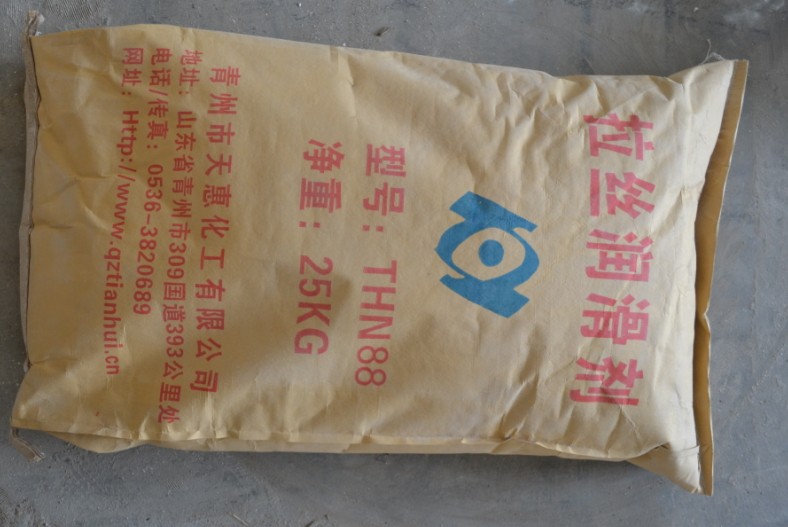 拉丝润滑剂
型号：THN88
净重：25KG
青州市天惠化工有限公司
地址：山东省青州市309国道393公里处
电话/传真：0536-3820689
网址：Http://www.qztianhui.cn